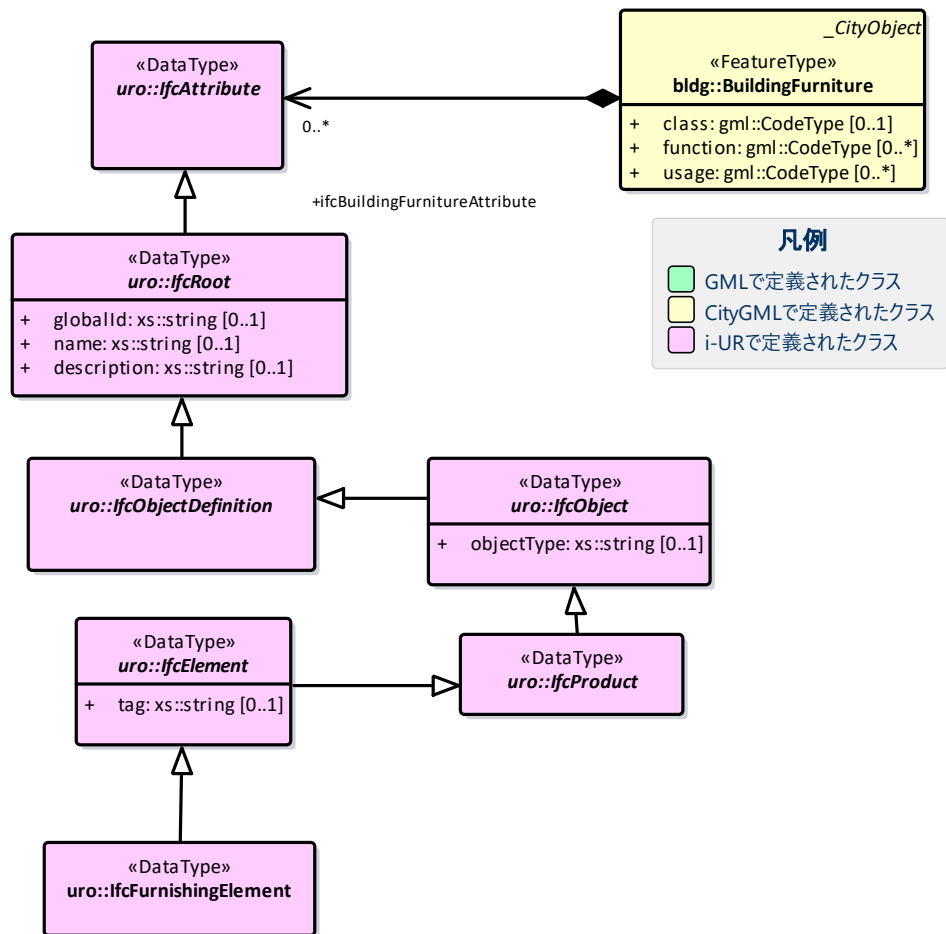 «DataType»
uro::IfcAttribute
_CityObject
«FeatureType»
bldg::BuildingFurniture
+ class: gml::CodeType [0..1]
+ function: gml::CodeType [0..*]
+ usage: gml::CodeType [0..*]
0..*
+ifcBuildingFurnitureAttribute
凡例
GMLで定義されたクラス
CityGMLで定義されたクラス
i-URで定義されたクラス
«DataType»
uro::IfcRoot
+ globalId: xs::string [0..1]
+ name: xs::string [0..1]
+ description: xs::string [0..1]
«DataType»
uro::IfcObjectDefinition
«DataType»
uro::IfcObject
+ objectType: xs::string [0..1]
«DataType»
uro::IfcElement
+ tag: xs::string [0..1]
«DataType»
uro::IfcProduct
«DataType»
uro::IfcFurnishingElement